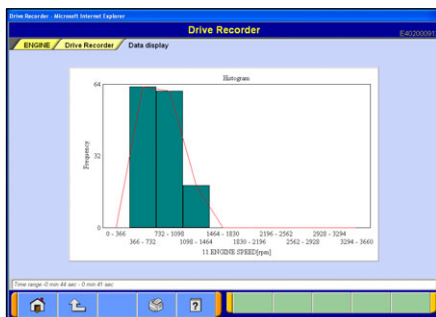 Drive Recorder - Microsoft Internet Explorer
Drive Recorder
E40200091
ENGINE Drive Recorder Data display
Histogram
64
Frequency
32
0
0 - 366 732 - 1098 1464 - 1830 2196 - 2562 2928 - 3294
366 - 732 1098 - 1464 1830 - 2196 2562 - 2928 3294 - 3660
11.ENGINE SPEED[rpm]
Time range -0 min 44 sec - 0 min 41 sec
?